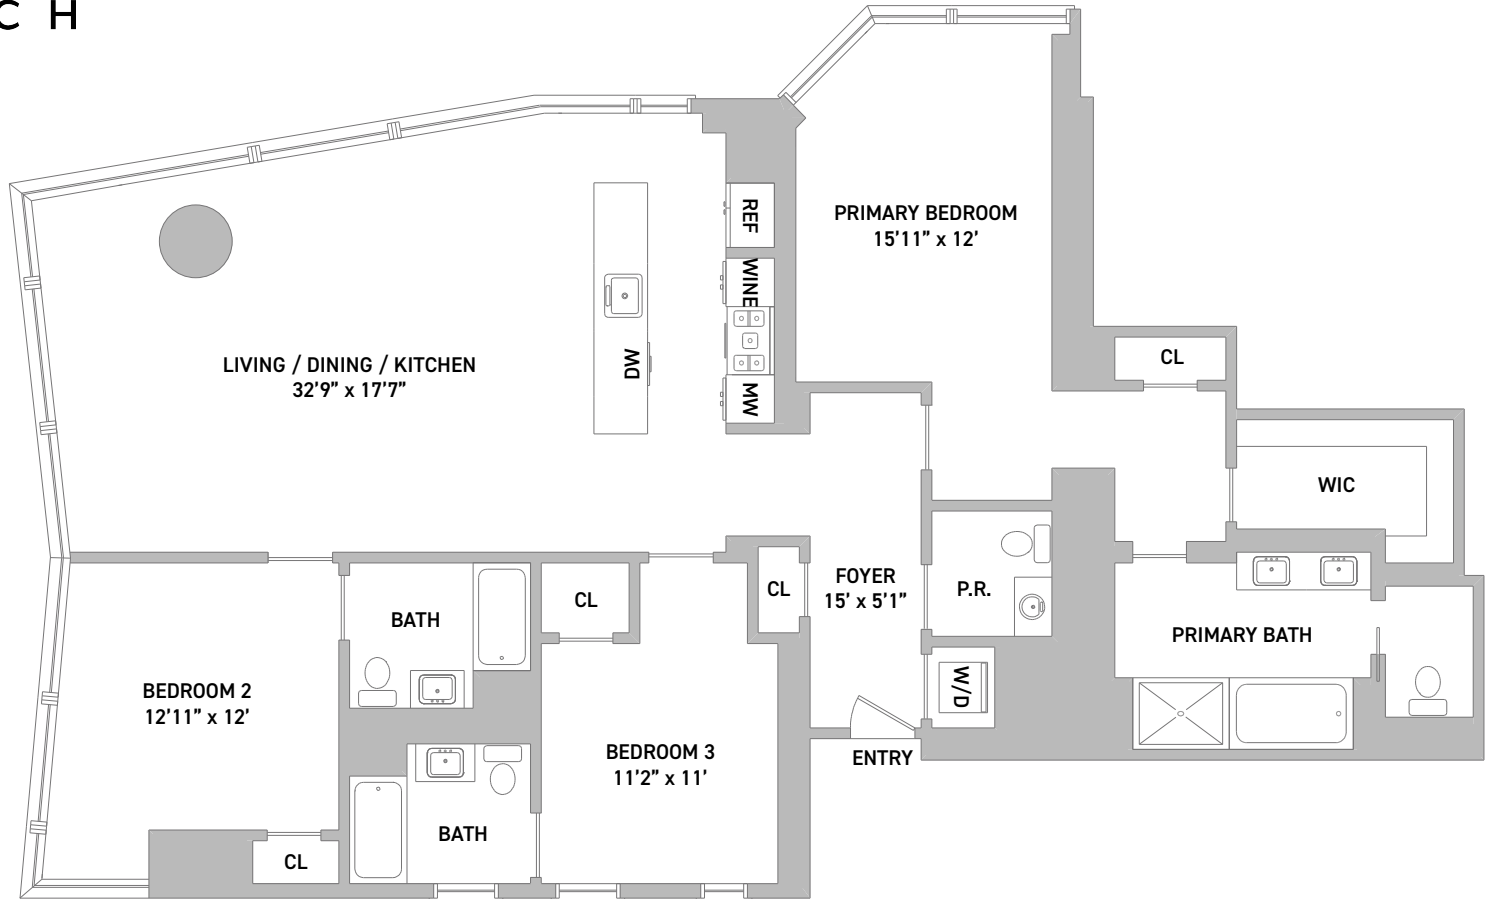 C H
PRIMARY BEDROOM
15'11” x 12'
REF
WINE
MW
DW
LIVING / DINING / KITCHEN
32'9” x 17'7”
CL
WIC
FOYER
15' x 5'1”
P.R.
CL
CL
BATH
PRIMARY BATH
W/D
BEDROOM 2
12'11” x 12'
BEDROOM 3
11'2” x 11'
ENTRY
BATH
CL